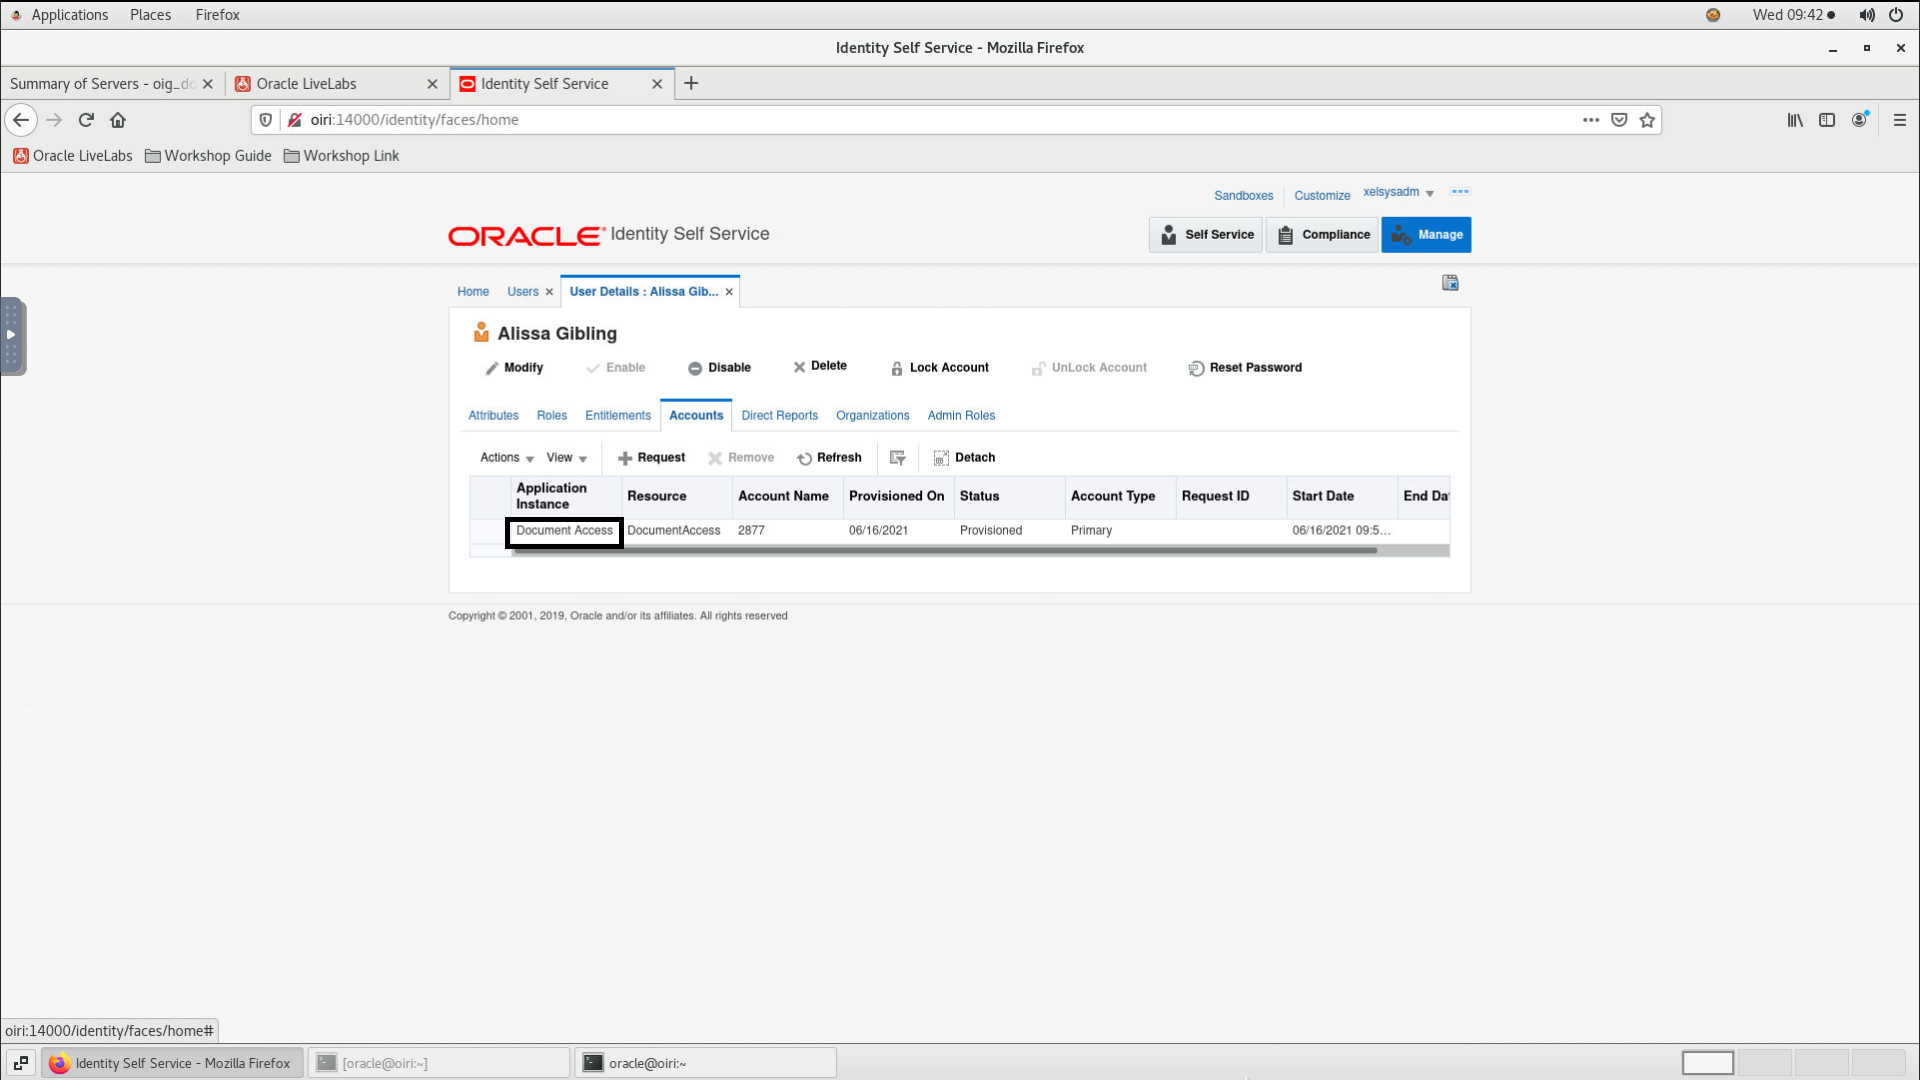 Applications Places Firefox Wed 09:42
Identity Self Service - Mozilla Firefox
Summary of Servers - oig_do Oracle LiveLabs Identity Self Service
oiri:14000/identity/faces/home
Oracle LiveLabs Workshop Guide Workshop Link
Sandboxes Customize xelsysadm
ORACLE Identity Self Service Self Service Compliance Manage
Home Users User Details : Alissa Gib...
Alissa Gibling
Modify Enable Disable Delete Lock Account UnLock Account Reset Password
Attributes Roles Entitlements Accounts Direct Reports Organizations Admin Roles
Actions View Request Remove Refresh Detach
Application Instance Resource Account Name Provisioned On Status Account Type Request ID Start Date End Da
Document Access DocumentAccess 2877 06/16/2021 Provisioned Primary 06/16/2021 09:5...
Copyright © 2001, 2019, Oracle and/or its affiliates. All rights reserved
oiri:14000/identity/faces/home#
Identity Self Service - Mozilla Firefox [oracle@oiri:~] oracle@oiri:~